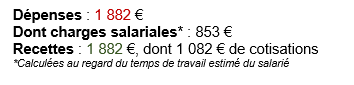 Dépenses : 1 882 €
Dont charges salariales* : 853 €
Recettes : 1 882 €, dont 1 082 € de cotisations
*Calculées au regard du temps de travail estimé du salarié